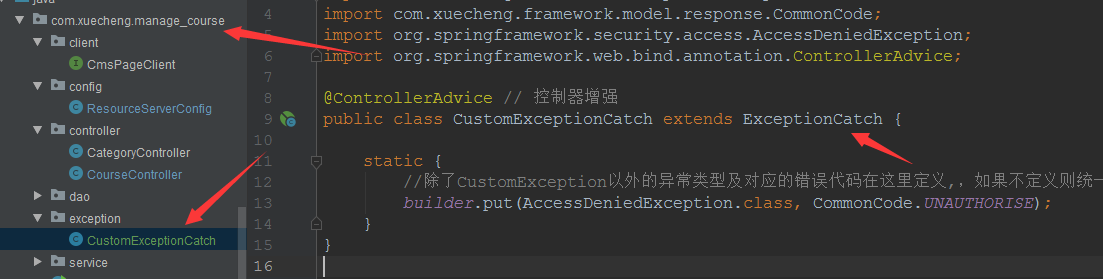 java
com.xuecheng.manage_course
client
CmsPageClient
config
ResourceServerConfig
controller
CategoryController
CourseController
dao
exception
CustomExceptionCatch
service
4 import com.xuecheng.framework.model.response.CommonCode;
5 import org.springframework.security.access.AccessDeniedException;
6 import org.springframework.web.bind.annotation.ControllerAdvice;
7
8 @ControllerAdvice // 控制器增强
9 public class CustomExceptionCatch extends ExceptionCatch {
10
11 static {
12 //除了CustomException以外的异常类型及对应的错误代码在这里定义,，如果不定义则统一
13 builder.put(AccessDeniedException.class, CommonCode.UNAUTHORISE);
14 }
15 }
16